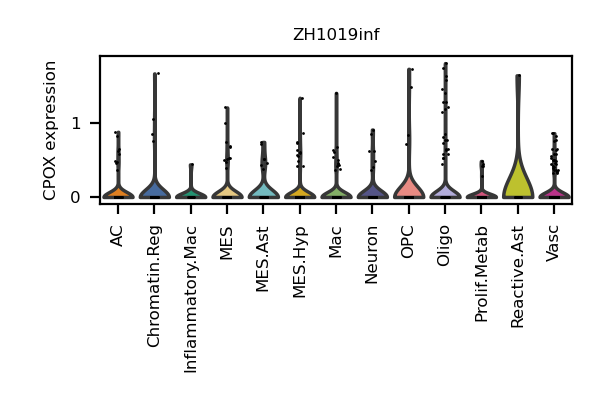 ZH1019inf
CPOX expression
1
0
AC
Chromatin.Reg
Inflammatory.Mac
MES
MES.Ast
MES.Hyp
Mac
Neuron
OPC
Oligo
Prolif.Metab
Reactive.Ast
Vasc